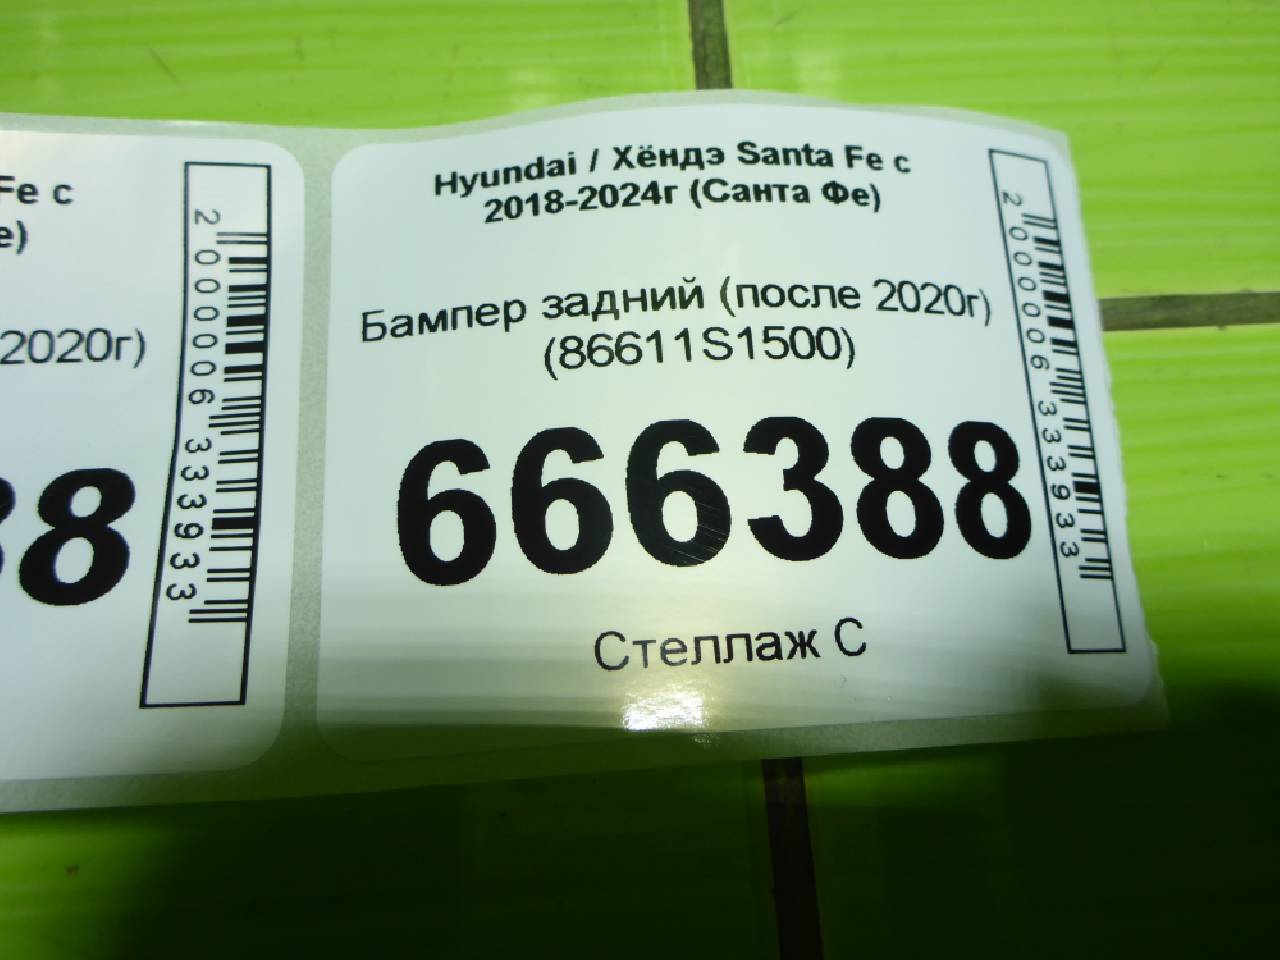 Fe с
е)
2020г)
8
2000006333933
Hyundai / Хёндэ Santa Fe с
2018-2024г (Санта Фе)
Бампер задний (после 2020г)
(86611S1500)
666388
Стеллаж С
2000006333933